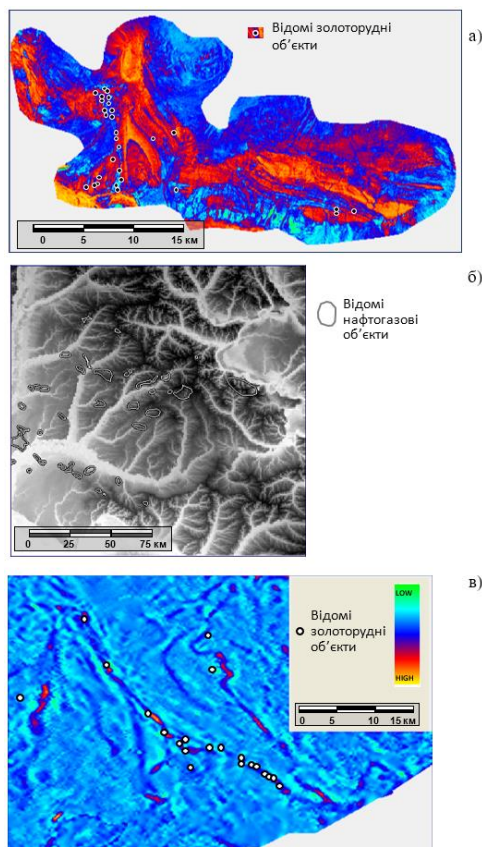 Відомі золоторудні
об’єкти
а)
0 5 10 15 км
б)
Відомі
нафтогазові
об’єкти
0 25 50 75 км
в)
LOW
Відомі
золоторудні
об’єкти
HIGH
0 5 10 15 км